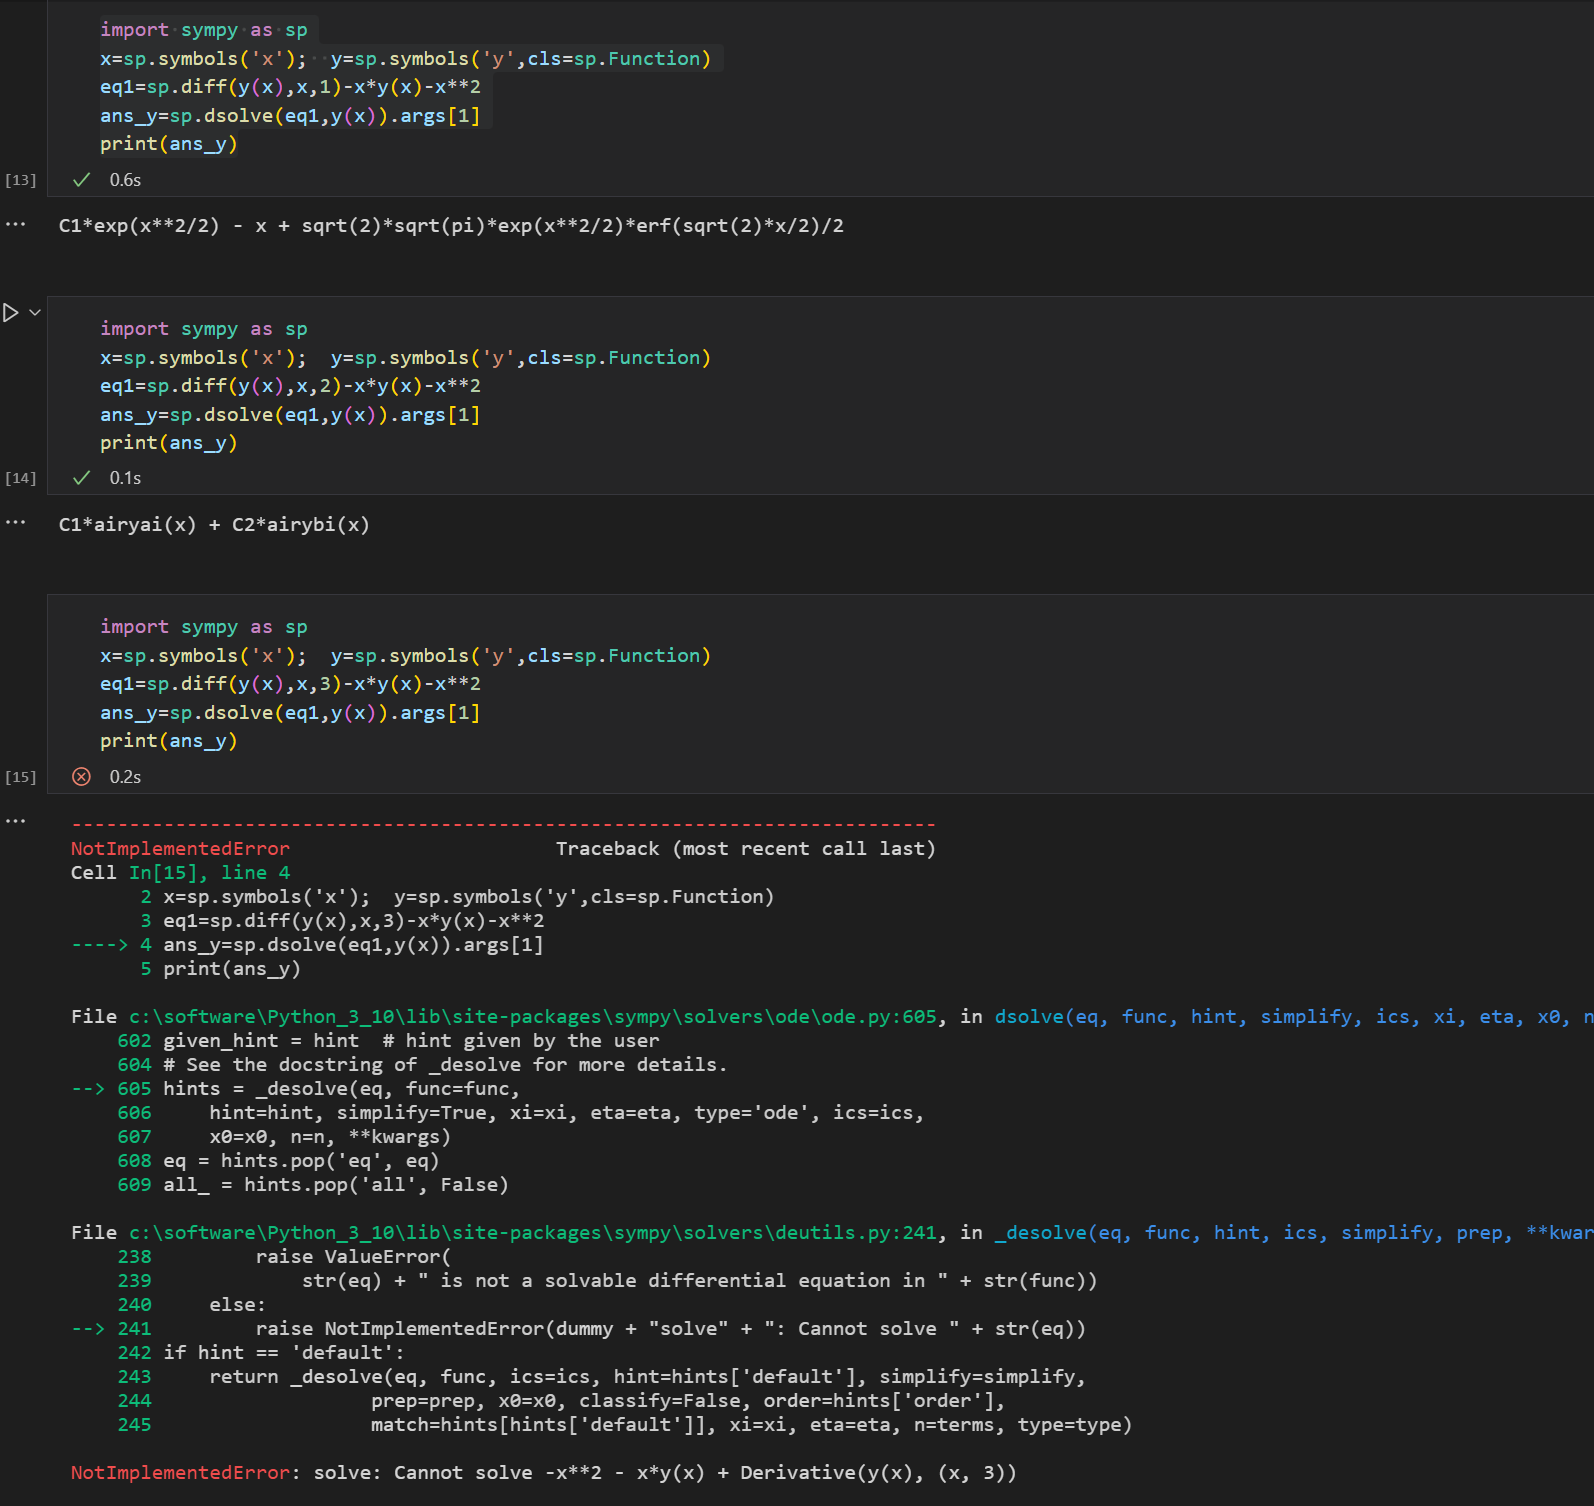 import sympy as sp
x=sp.symbols('x');  y=sp.symbols('y',cls=sp.Function)
eq1=sp.diff(y(x),x,1)-x*y(x)-x**2
ans_y=sp.dsolve(eq1,y(x)).args[1]
print(ans_y)
[13] 0.6s
C1*exp(x**2/2) - x + sqrt(2)*sqrt(pi)*exp(x**2/2)*erf(sqrt(2)*x/2)/2
import sympy as sp
x=sp.symbols('x');  y=sp.symbols('y',cls=sp.Function)
eq1=sp.diff(y(x),x,2)-x*y(x)-x**2
ans_y=sp.dsolve(eq1,y(x)).args[1]
print(ans_y)
[14] 0.1s
C1*airyai(x) + C2*airybi(x)
import sympy as sp
x=sp.symbols('x');  y=sp.symbols('y',cls=sp.Function)
eq1=sp.diff(y(x),x,3)-x*y(x)-x**2
ans_y=sp.dsolve(eq1,y(x)).args[1]
print(ans_y)
[15] 0.2s
---------------------------------------------------------------------------
NotImplementedError                       Traceback (most recent call last)
Cell In[15], line 4
      2 x=sp.symbols('x');  y=sp.symbols('y',cls=sp.Function)
      3 eq1=sp.diff(y(x),x,3)-x*y(x)-x**2
----> 4 ans_y=sp.dsolve(eq1,y(x)).args[1]
      5 print(ans_y)
File c:\software\Python_3_10\lib\site-packages\sympy\solvers\ode\ode.py:605, in dsolve(eq, func, hint, simplify, ics, xi, eta, x0, n
    602 given_hint = hint  # hint given by the user
    604 # See the docstring of _desolve for more details.
--> 605 hints = _desolve(eq, func=func,
    606     hint=hint, simplify=True, xi=xi, eta=eta, type='ode', ics=ics,
    607     x0=x0, n=n, **kwargs)
    608 eq = hints.pop('eq', eq)
    609 all_ = hints.pop('all', False)
File c:\software\Python_3_10\lib\site-packages\sympy\solvers\deutils.py:241, in _desolve(eq, func, hint, ics, simplify, prep, **kwar
    238         raise ValueError(
    239             str(eq) + " is not a solvable differential equation in " + str(func))
    240     else:
--> 241         raise NotImplementedError(dummy + "solve" + ": Cannot solve " + str(eq))
    242 if hint == 'default':
    243     return _desolve(eq, func, ics=ics, hint=hints['default'], simplify=simplify,
    244                   prep=prep, x0=x0, classify=False, order=hints['order'],
    245                   match=hints[hints['default']], xi=xi, eta=eta, n=terms, type=type)
NotImplementedError: solve: Cannot solve -x**2 - x*y(x) + Derivative(y(x), (x, 3))